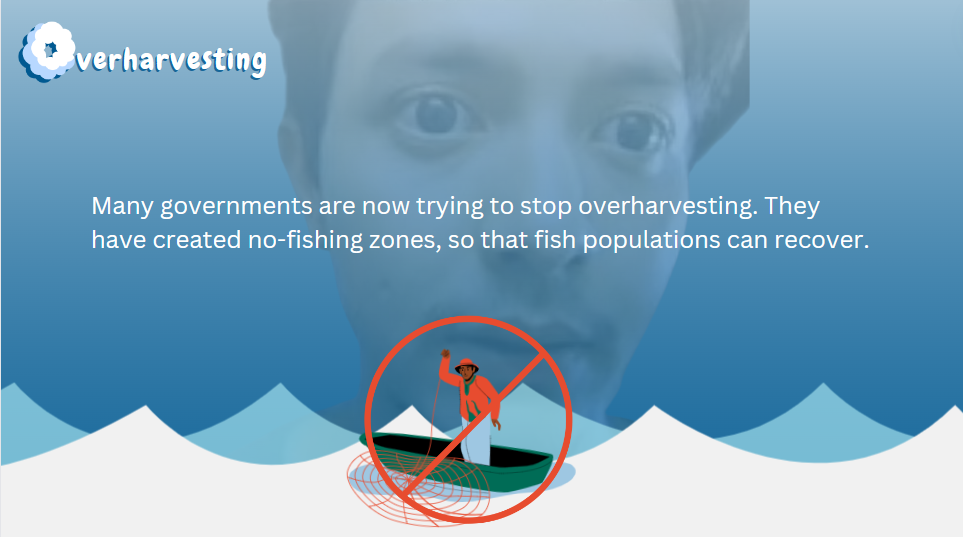 Overharvesting
Many governments are now trying to stop overharvesting. They
have created no-fishing zones, so that fish populations can recover.